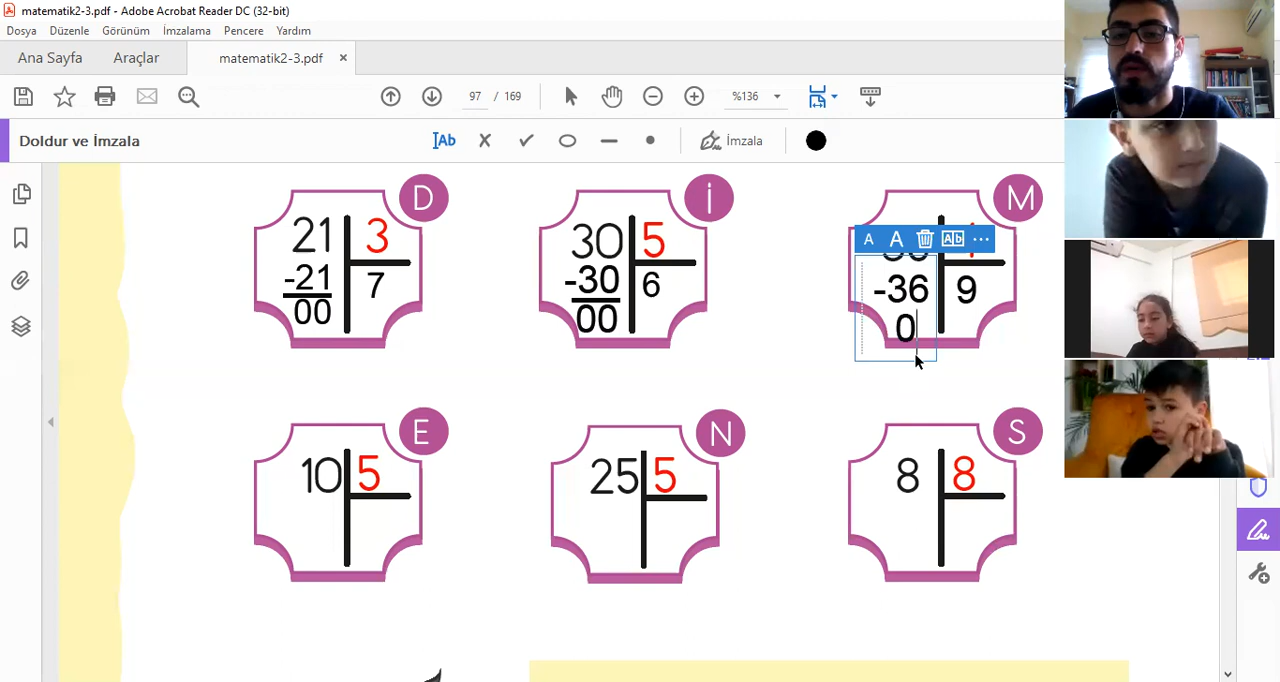 matematik2-3.pdf - Adobe Acrobat Reader DC (32-bit)
Dosya Düzenle Görünüm İmzalama Pencere Yardım
Ana Sayfa Araçlar matematik2-3.pdf ×
97 / 169 %136
Doldur ve İmzala
Ab İmzala
D
21 3
-21 7
00
İ
30 5
-30 6
00
M
A A Ab ...
-36 9
0
E
10 5
N
25 5
S
8 8